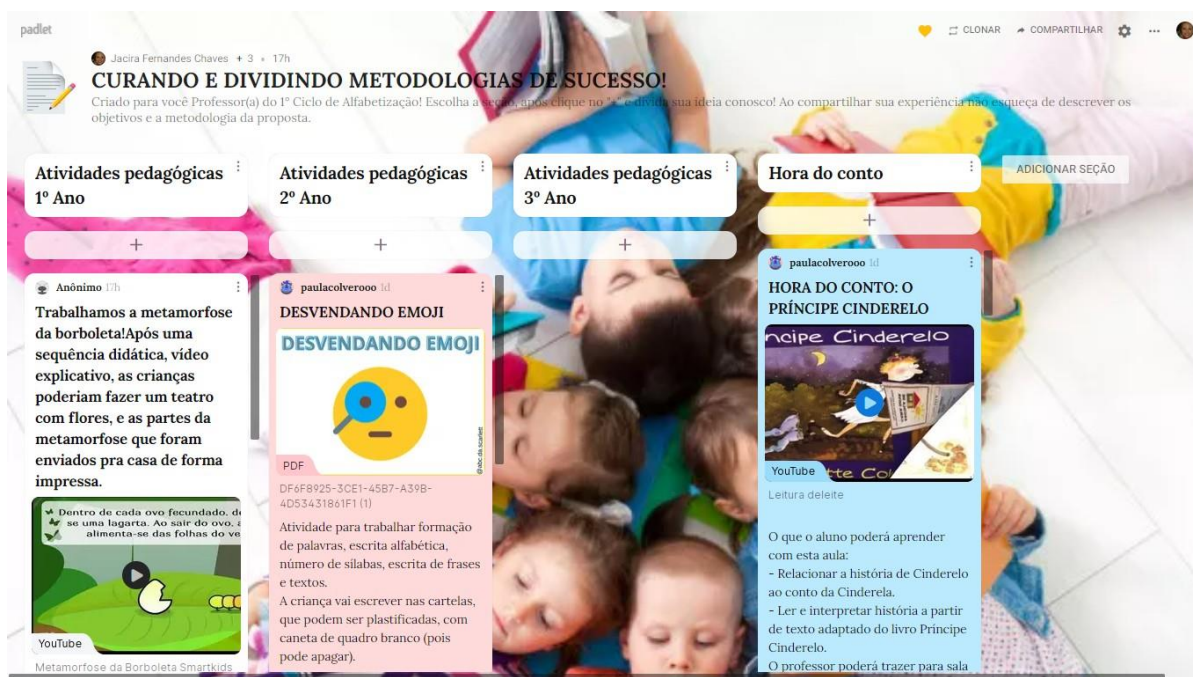 padlet
CLONAR
COMPARTILHAR
Jacira Fernandes Chaves + 3 • 17h
CURANDO E DIVIDINDO METODOLOGIAS DE SUCESSO!
Criado para você Professor(a) do 1º Ciclo de Alfabetização! Escolha a seção, após clique no "+" e divida sua ideia conosco! Ao compartilhar sua experiência não esqueça de descrever os
objetivos e a metodologia da proposta.
Atividades pedagógicas
1º Ano
+
Anônimo 17h
Trabalhamos a metamorfose
da borboleta!Após uma
sequência didática, vídeo
explicativo, as crianças
poderiam fazer um teatro
com flores, e as partes da
metamorfose que foram
enviados pra casa de forma
impressa.
Dentro de cada ovo fecundado, de
se uma lagarta. Ao sair do ovo, a
alimenta-se das folhas do ve
YouTube
Metamorfose da Borboleta Smartkids
Atividades pedagógicas
2º Ano
+
paulacolverooo 1d
DESVENDANDO EMOJI
DESVENDANDO EMOJI
@abc.da.scarlett
PDF
DF6F8925-3CE1-45B7-A39B-
4D53431861F1 (1)
Atividade para trabalhar formação
de palavras, escrita alfabética,
número de sílabas, escrita de frases
e textos.
A criança vai escrever nas cartelas,
que podem ser plastificadas, com
caneta de quadro branco (pois
pode apagar).
Atividades pedagógicas
3º Ano
+
Hora do conto
+
paulacolverooo 1d
HORA DO CONTO: O
PRÍNCIPE CINDERELO
ncipe Cinderelo
tte Co
YouTube
Leitura deleite
O que o aluno poderá aprender
com esta aula:
- Relacionar a história de Cinderelo
ao conto da Cinderela.
- Ler e interpretar história a partir
de texto adaptado do livro Príncipe
Cinderelo.
O professor poderá trazer para sala
ADICIONAR SEÇÃO